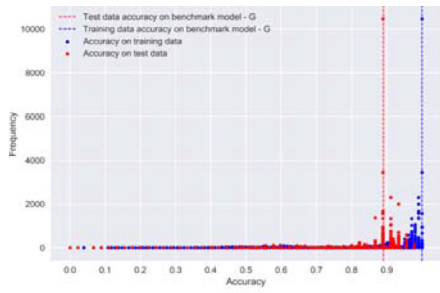 Test data accuracy on benchmark model - G
Training data accuracy on benchmark model - G
Accuracy on training data
Accuracy on test data
10000
8000
6000
4000
2000
0
Frequency
0.0 0.1 0.2 0.3 0.4 0.5 0.6 0.7 0.8 0.9
Accuracy